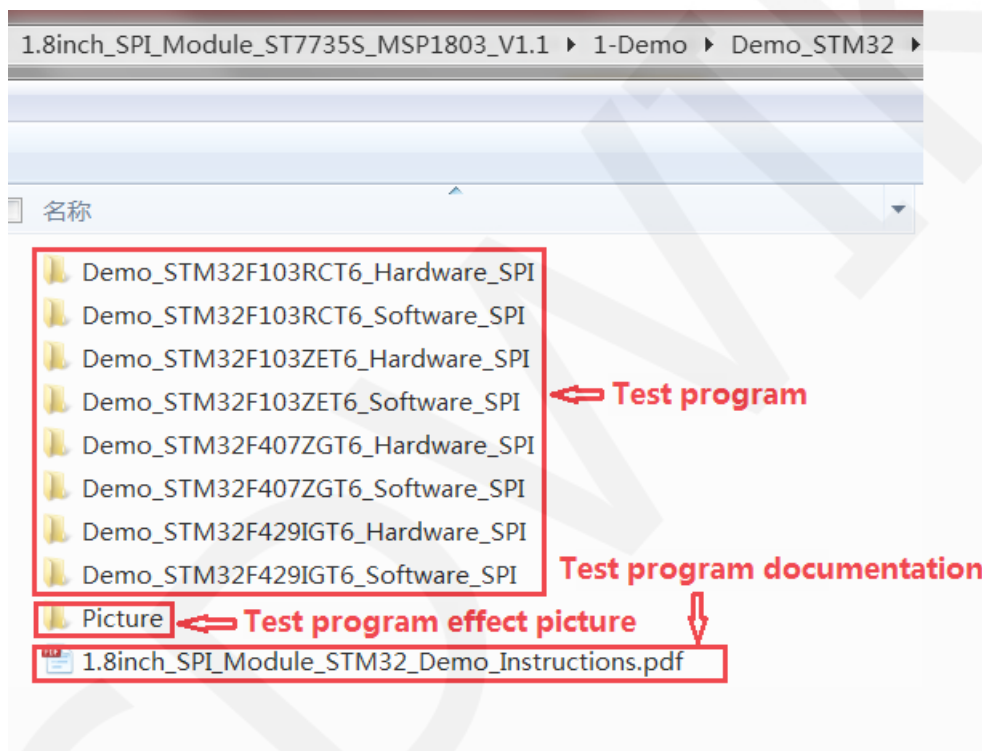 1.8inch_SPI_Module_ST7735S_MSP1803_V1.1 ▸ 1-Demo ▸ Demo_STM32 ▸
名称
Demo_STM32F103RCT6_Hardware_SPI
Demo_STM32F103RCT6_Software_SPI
Demo_STM32F103ZET6_Hardware_SPI
Demo_STM32F103ZET6_Software_SPI
Test program
Demo_STM32F407ZGT6_Hardware_SPI
Demo_STM32F407ZGT6_Software_SPI
Demo_STM32F429IGT6_Hardware_SPI
Demo_STM32F429IGT6_Software_SPI
Test program documentation
Picture
Test program effect picture
1.8inch_SPI_Module_STM32_Demo_Instructions.pdf